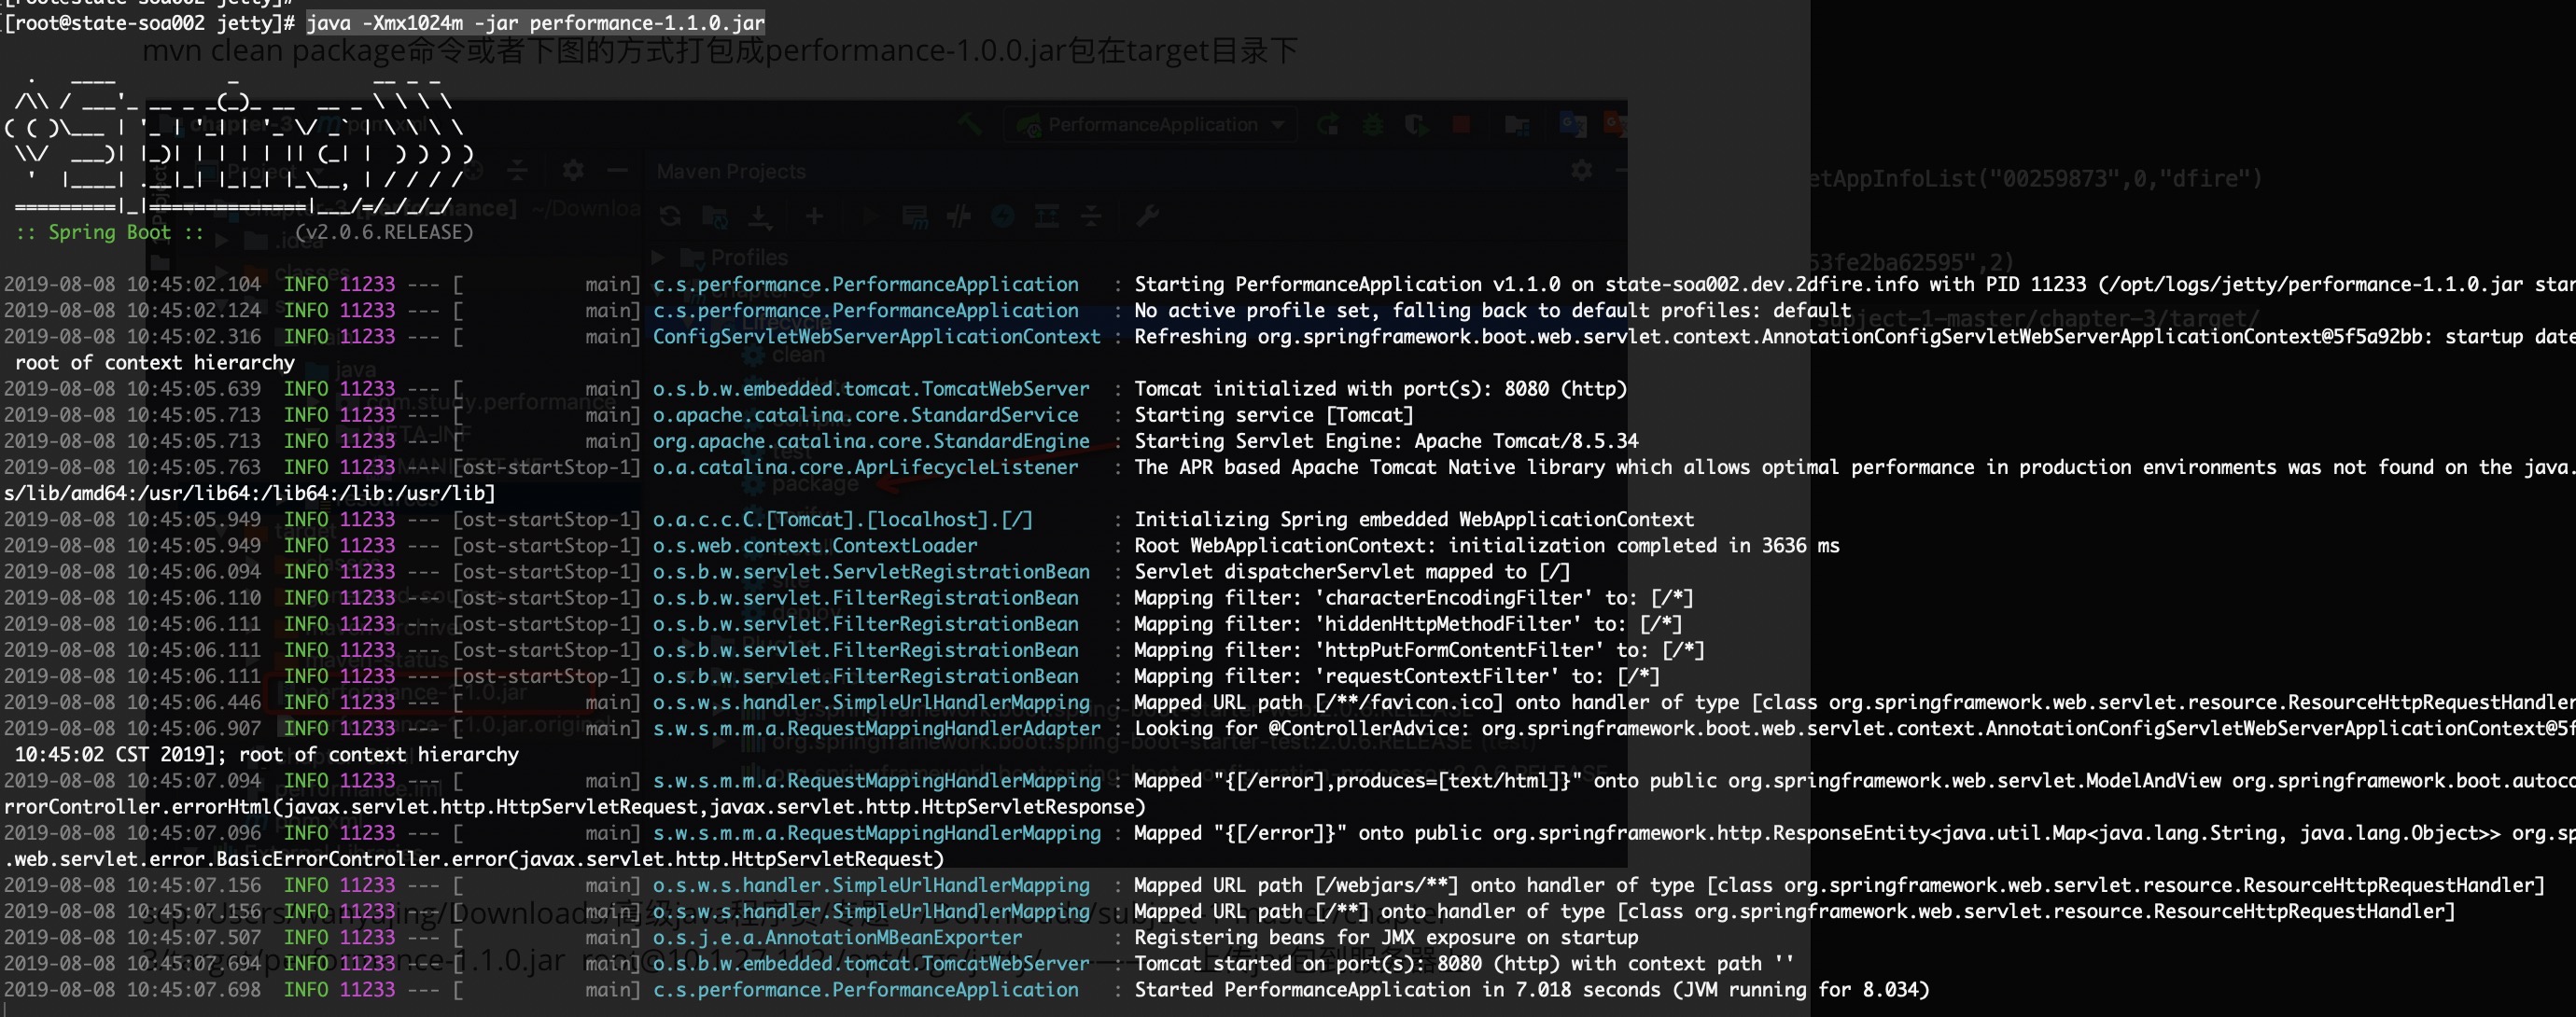 [root@state-soa002 jetty]#
[root@state-soa002 jetty]# java -Xmx1024m -jar performance-1.1.0.jar
mvn clean package命令或者下图的方式打包成performance-1.0.0.jar包在target目录下
PerformanceApplication
Project
Maven Projects
etAppInfoList("00259873",0,"dfire")
:: Spring Boot :: (v2.0.6.RELEASE)
Profiles
53fe2ba62595",2)
2019-08-08 10:45:02.104 INFO 11233 --- [ main] c.s.performance.PerformanceApplication : Starting PerformanceApplication v1.1.0 on state-soa002.dev.2dfire.info with PID 11233 (/opt/logs/jetty/performance-1.1.0.jar star
2019-08-08 10:45:02.124 INFO 11233 --- [ main] c.s.performance.PerformanceApplication : No active profile set, falling back to default profiles: default
subject-1-master/chapter-3/target/
2019-08-08 10:45:02.316 INFO 11233 --- [ main] ConfigServletWebServerApplicationContext : Refreshing org.springframework.boot.web.servlet.context.AnnotationConfigServletWebServerApplicationContext@5f5a92bb: startup date
root of context hierarchy
2019-08-08 10:45:05.639 INFO 11233 --- [ main] o.s.b.w.embedded.tomcat.TomcatWebServer : Tomcat initialized with port(s): 8080 (http)
2019-08-08 10:45:05.713 INFO 11233 --- [ main] o.apache.catalina.core.StandardService : Starting service [Tomcat]
2019-08-08 10:45:05.713 INFO 11233 --- [ main] org.apache.catalina.core.StandardEngine : Starting Servlet Engine: Apache Tomcat/8.5.34
2019-08-08 10:45:05.763 INFO 11233 --- [ost-startStop-1] o.a.catalina.core.AprLifecycleListener : The APR based Apache Tomcat Native library which allows optimal performance in production environments was not found on the java.
package
s/lib/amd64:/usr/lib64:/lib64:/lib:/usr/lib]
2019-08-08 10:45:05.949 INFO 11233 --- [ost-startStop-1] o.a.c.c.C.[Tomcat].[localhost].[/] : Initializing Spring embedded WebApplicationContext
2019-08-08 10:45:05.949 INFO 11233 --- [ost-startStop-1] o.s.web.context.ContextLoader : Root WebApplicationContext: initialization completed in 3636 ms
2019-08-08 10:45:06.094 INFO 11233 --- [ost-startStop-1] o.s.b.w.servlet.ServletRegistrationBean : Servlet dispatcherServlet mapped to [/]
2019-08-08 10:45:06.110 INFO 11233 --- [ost-startStop-1] o.s.b.w.servlet.FilterRegistrationBean : Mapping filter: 'characterEncodingFilter' to: [/*]
2019-08-08 10:45:06.111 INFO 11233 --- [ost-startStop-1] o.s.b.w.servlet.FilterRegistrationBean : Mapping filter: 'hiddenHttpMethodFilter' to: [/*]
2019-08-08 10:45:06.111 INFO 11233 --- [ost-startStop-1] o.s.b.w.servlet.FilterRegistrationBean : Mapping filter: 'httpPutFormContentFilter' to: [/*]
2019-08-08 10:45:06.111 INFO 11233 --- [ost-startStop-1] o.s.b.w.servlet.FilterRegistrationBean : Mapping filter: 'requestContextFilter' to: [/*]
performance-1.1.0.jar
2019-08-08 10:45:06.446 INFO 11233 --- [ main] o.s.w.s.handler.SimpleUrlHandlerMapping : Mapped URL path [/**/favicon.ico] onto handler of type [class org.springframework.web.servlet.resource.ResourceHttpRequestHandler
2019-08-08 10:45:06.907 INFO 11233 --- [ main] s.w.s.m.m.a.RequestMappingHandlerAdapter : Looking for @ControllerAdvice: org.springframework.boot.web.servlet.context.AnnotationConfigServletWebServerApplicationContext@5f
10:45:02 CST 2019]; root of context hierarchy
2019-08-08 10:45:07.094 INFO 11233 --- [ main] s.w.s.m.m.a.RequestMappingHandlerMapping : Mapped "{[/error],produces=[text/html]}" onto public org.springframework.web.servlet.ModelAndView org.springframework.boot.autoco
rrorController.errorHtml(javax.servlet.http.HttpServletRequest,javax.servlet.http.HttpServletResponse)
2019-08-08 10:45:07.096 INFO 11233 --- [ main] s.w.s.m.m.a.RequestMappingHandlerMapping : Mapped "{[/error]}" onto public org.springframework.http.ResponseEntity<java.util.Map<java.lang.String, java.lang.Object>> org.sp
.web.servlet.error.BasicErrorController.error(javax.servlet.http.HttpServletRequest)
2019-08-08 10:45:07.156 INFO 11233 --- [ main] o.s.w.s.handler.SimpleUrlHandlerMapping : Mapped URL path [/webjars/**] onto handler of type [class org.springframework.web.servlet.resource.ResourceHttpRequestHandler]
2019-08-08 10:45:07.156 INFO 11233 --- [ main] o.s.w.s.handler.SimpleUrlHandlerMapping : Mapped URL path [/**] onto handler of type [class org.springframework.web.servlet.resource.ResourceHttpRequestHandler]
2019-08-08 10:45:07.507 INFO 11233 --- [ main] o.s.j.e.a.AnnotationMBeanExporter : Registering beans for JMX exposure on startup
2019-08-08 10:45:07.694 INFO 11233 --- [ main] o.s.b.w.embedded.tomcat.TomcatWebServer : Tomcat started on port(s): 8080 (http) with context path ''
2019-08-08 10:45:07.698 INFO 11233 --- [ main] c.s.performance.PerformanceApplication : Started PerformanceApplication in 7.018 seconds (JVM running for 8.034)